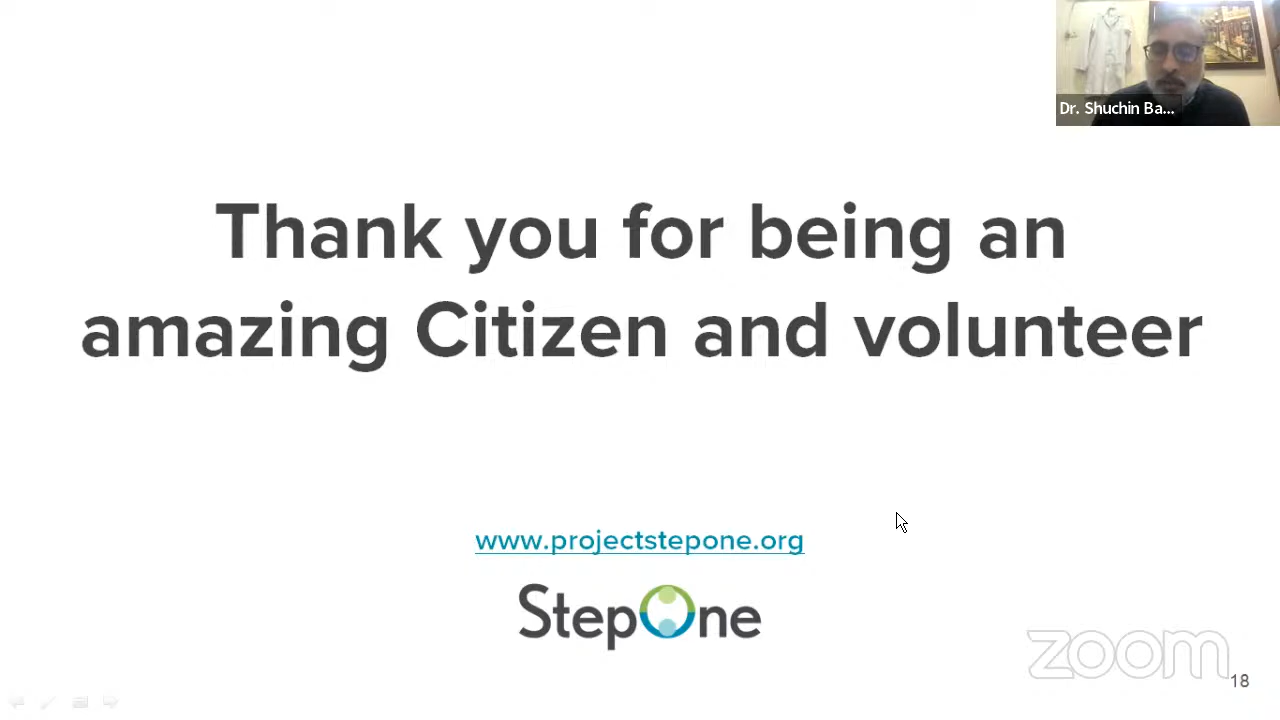 Dr. Shuchin Ba...
Thank you for being an
amazing Citizen and volunteer
www.projectstepone.org
StepOne
zoom
18